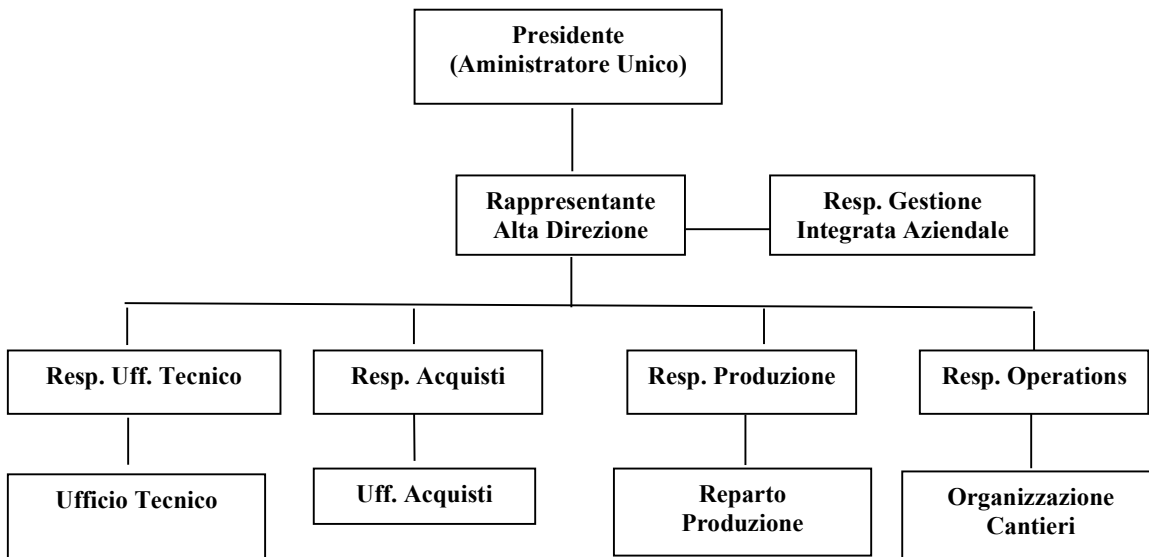 Presidente
(Aministratore Unico)
Rappresentante
Alta Direzione
Resp. Gestione
Integrata Aziendale
Resp. Uff. Tecnico
Resp. Acquisti
Resp. Produzione
Resp. Operations
Ufficio Tecnico
Uff. Acquisti
Reparto
Produzione
Organizzazione
Cantieri